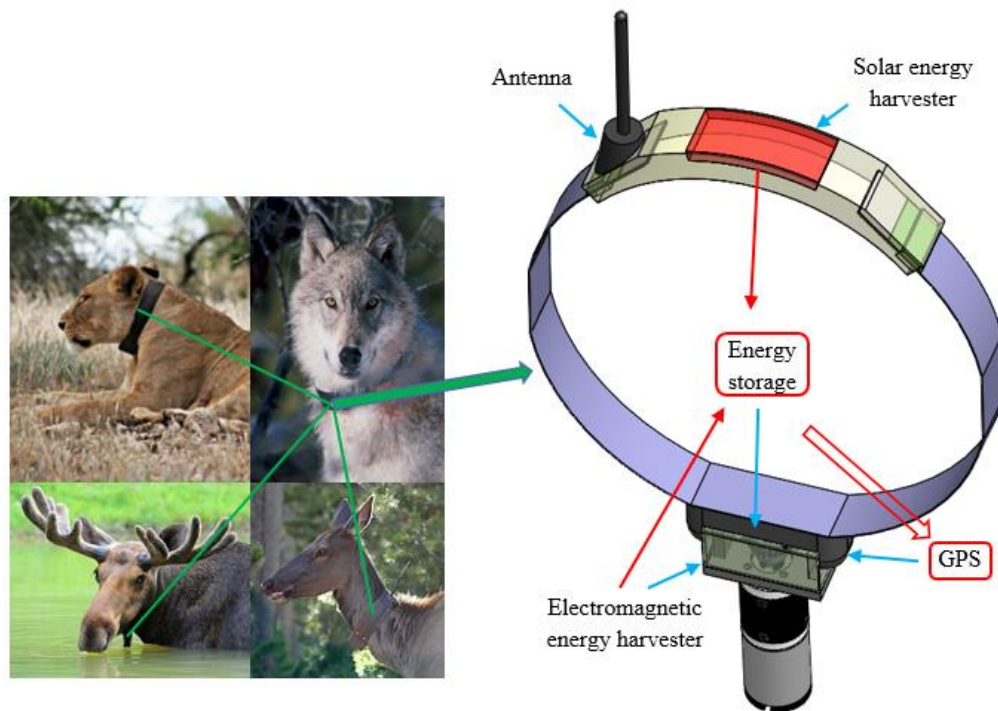 Antenna
Solar energy
harvester
Energy
storage
GPS
Electromagnetic
energy harvester